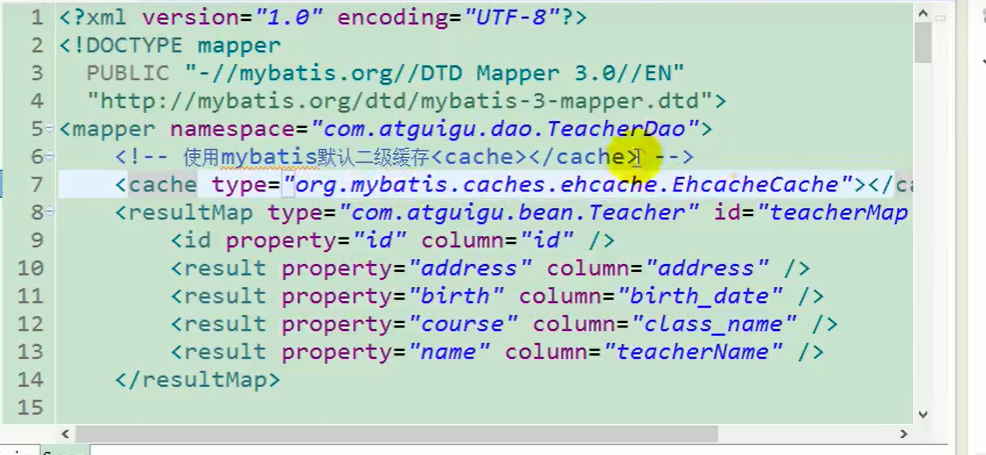 1 <?xml version="1.0" encoding="UTF-8"?>
2 <!DOCTYPE mapper
3 PUBLIC "-//mybatis.org//DTD Mapper 3.0//EN"
4 "http://mybatis.org/dtd/mybatis-3-mapper.dtd">
5 <mapper namespace="com.atguigu.dao.TeacherDao">
6 <!-- 使用mybatis默认二级缓存<cache></cache> -->
7 <cache type="org.mybatis.caches.ehcache.EhcacheCache"></ca
8 <resultMap type="com.atguigu.bean.Teacher" id="teacherMap
9 <id property="id" column="id" />
10 <result property="address" column="address" />
11 <result property="birth" column="birth_date" />
12 <result property="course" column="class_name" />
13 <result property="name" column="teacherName" />
14 </resultMap>
15